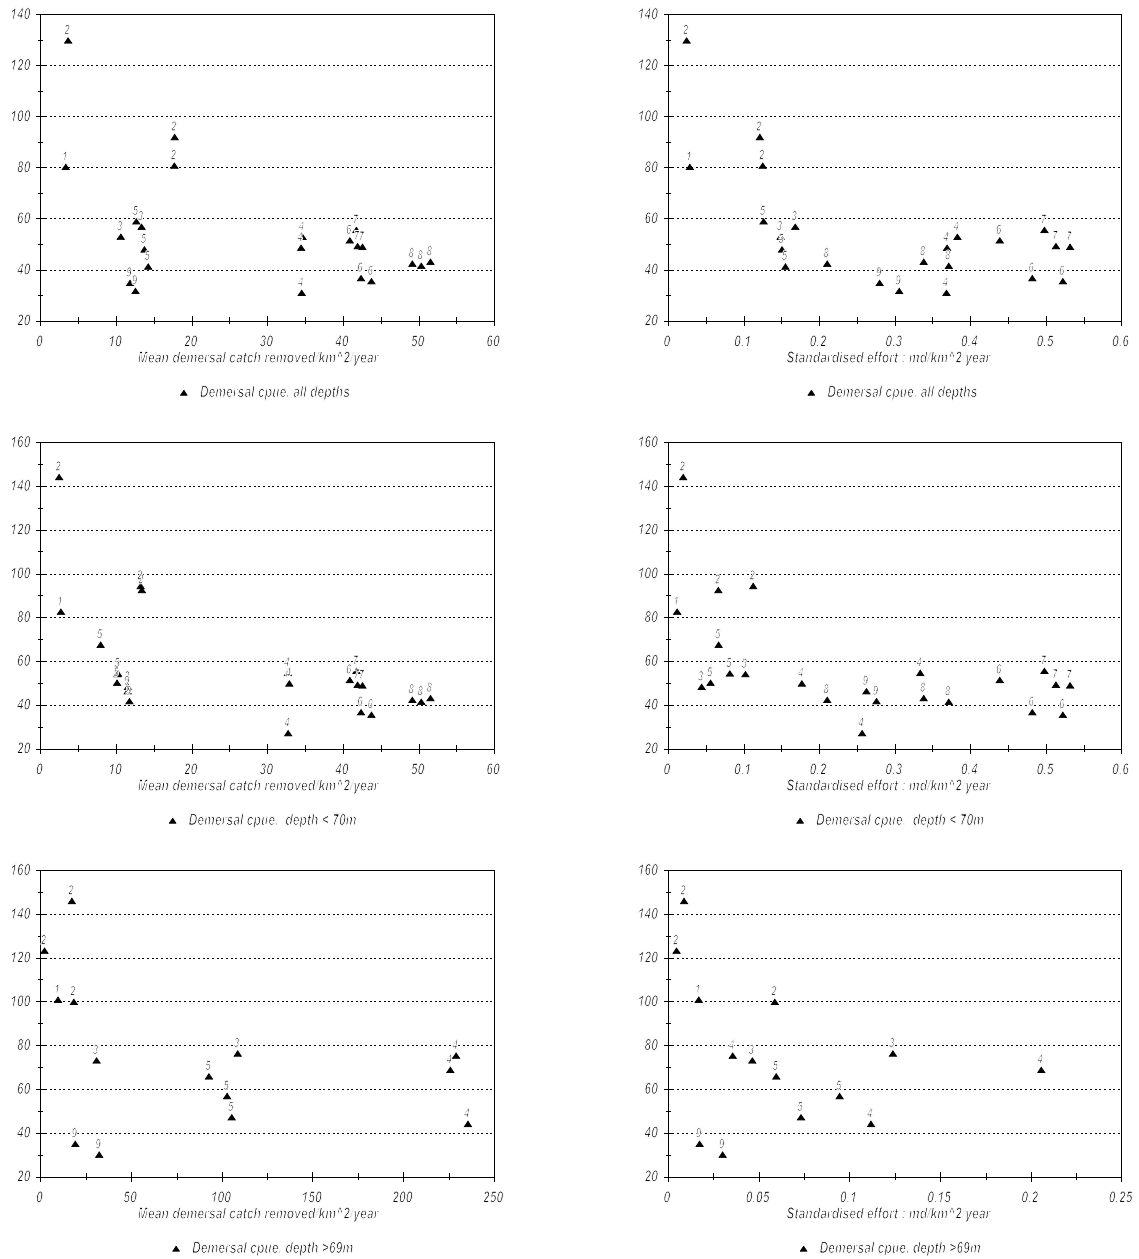 140
120
100
80
60
40
20
0 10 20 30 40 50 60
Mean demersal catch removed/km^2/year
▲ Demersal cpue. all depths
140
120
100
80
60
40
20
0 0.1 0.2 0.3 0.4 0.5 0.6
Standardised effort : md/km^2 year
▲ Demersal cpue. all depths
160
140
120
100
80
60
40
20
0 10 20 30 40 50 60
Mean demersal catch removed/km^2/year
▲ Demersal cpue. depth < 70m
160
140
120
100
80
60
40
20
0 0.1 0.2 0.3 0.4 0.5 0.6
Standardised effort : md/km^2 year
▲ Demersal cpue. depth < 70m
160
140
120
100
80
60
40
20
0 50 100 150 200 250
Mean demersal catch removed/km^2/year
▲ Demersal cpue. depth >69m
160
140
120
100
80
60
40
20
0 0.05 0.1 0.15 0.2 0.25
Standardised effort : md/km^2 year
▲ Demersal cpue. depth >69m